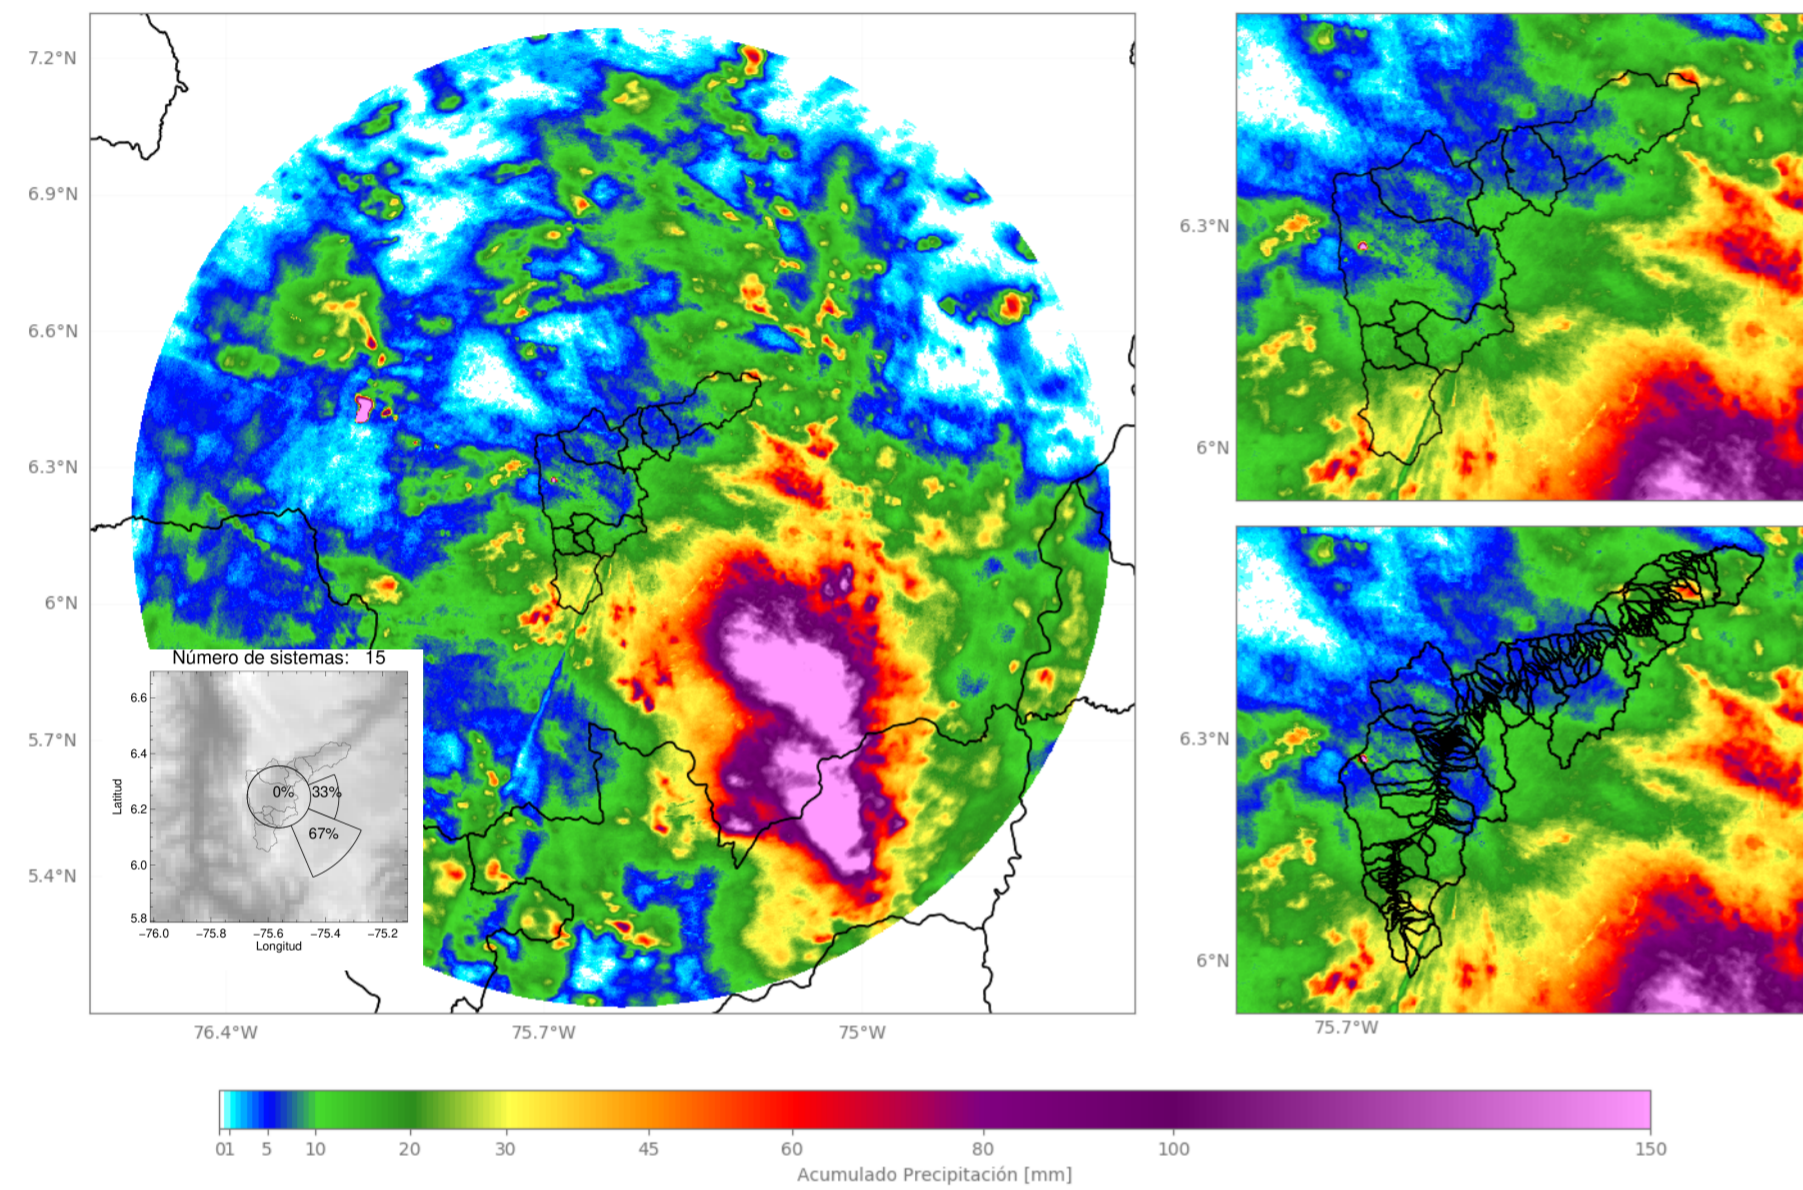 7.2°N
6.9°N
6.6°N
6.3°N
6°N
5.7°N
5.4°N
76.4°W 75.7°W 75°W
Número de sistemas: 15
6.6
6.4
6.2
6.0
5.8
Latitud
0% 33%
67%
−76.0 −75.8 −75.6 −75.4 −75.2
Longitud
6.3°N
6°N
6.3°N
6°N
75.7°W
01 5 10 20 30 45 60 80 100 150
Acumulado Precipitación [mm]